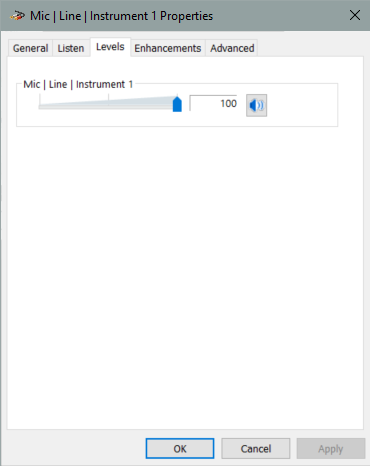 Mic | Line | Instrument 1 Properties
General Listen Levels Enhancements Advanced
Mic | Line | Instrument 1
100
OK Cancel Apply